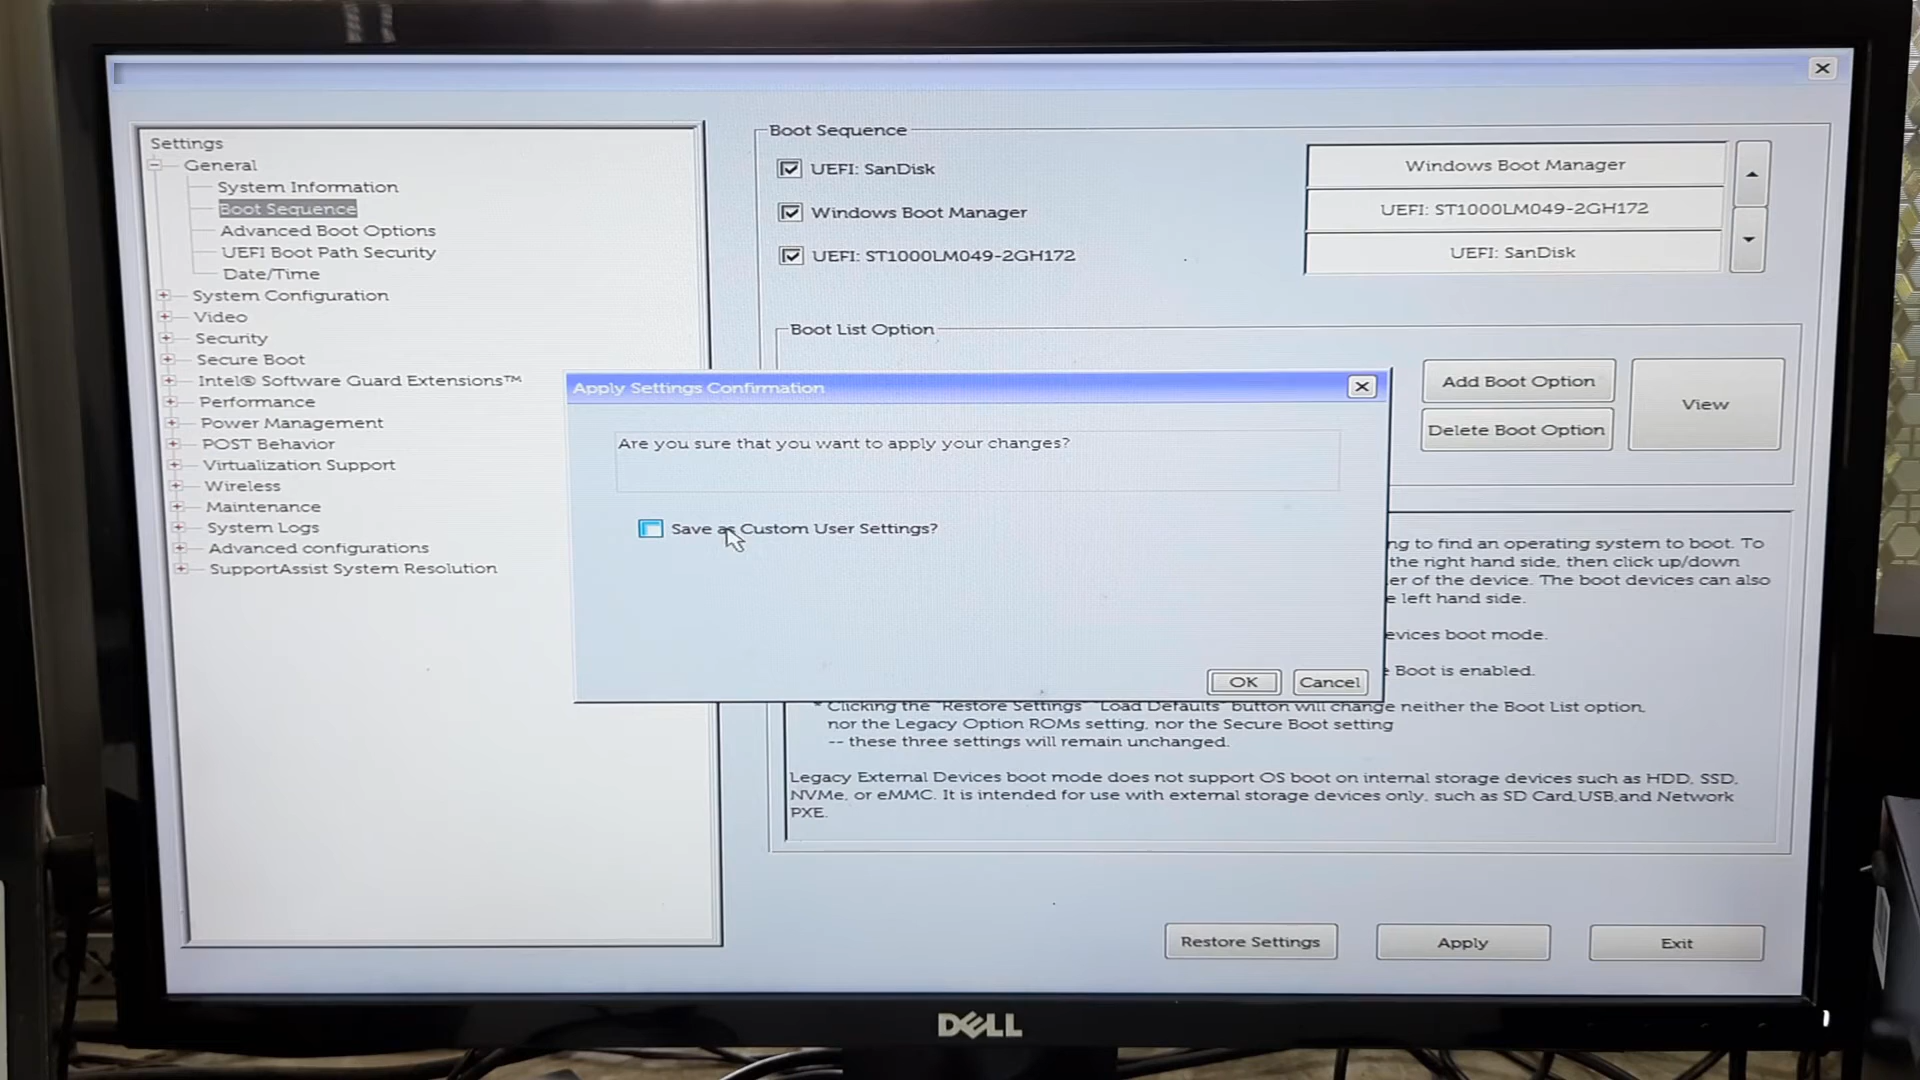 Settings
General
System Information
Boot Sequence
Advanced Boot Options
UEFI Boot Path Security
Date/Time
System Configuration
Video
Security
Secure Boot
Intel® Software Guard Extensions™
Performance
Power Management
POST Behavior
Virtualization Support
Wireless
Maintenance
System Logs
Advanced configurations
SupportAssist System Resolution
Boot Sequence
UEFI: SanDisk
Windows Boot Manager
UEFI: ST1000LM049-2GH172
Windows Boot Manager
UEFI: ST1000LM049-2GH172
UEFI: SanDisk
Boot List Option
Add Boot Option
Delete Boot Option
View
Apply Settings Confirmation
Are you sure that you want to apply your changes?
Save as Custom User Settings?
OK
Cancel
ng to find an operating system to boot. To
the right hand side, then click up/down
er of the device. The boot devices can also
e left hand side.
evices boot mode.
Boot is enabled.
* Clicking the "Restore Settings" "Load Defaults" button will change neither the Boot List option,
nor the Legacy Option ROMs setting, nor the Secure Boot setting
-- these three settings will remain unchanged.
Legacy External Devices boot mode does not support OS boot on internal storage devices such as HDD, SSD,
NVMe, or eMMC. It is intended for use with external storage devices only, such as SD Card,USB,and Network
PXE.
Restore Settings
Apply
Exit
DELL